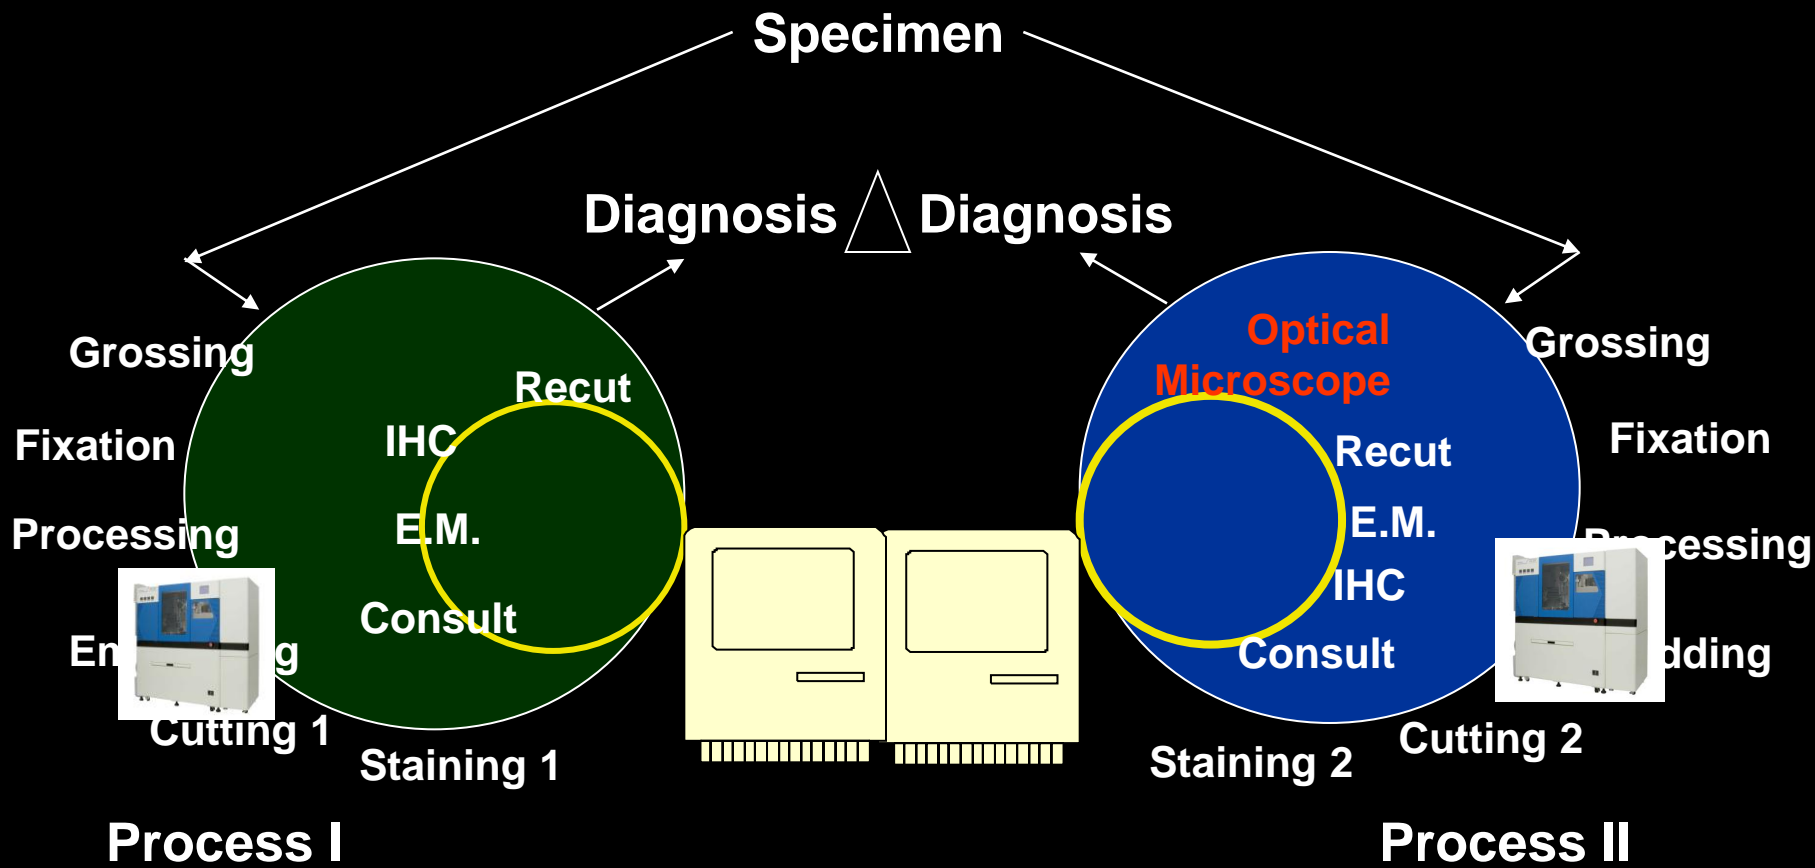 Specimen
Diagnosis
Diagnosis
Grossing
Fixation
Processing
Cutting 1
Staining 1
Recut
IHC
E.M.
Consult
Process I
Optical
Microscope
Recut
E.M.
IHC
Consult
Grossing
Fixation
Processing
Cutting 2
Staining 2
Process II